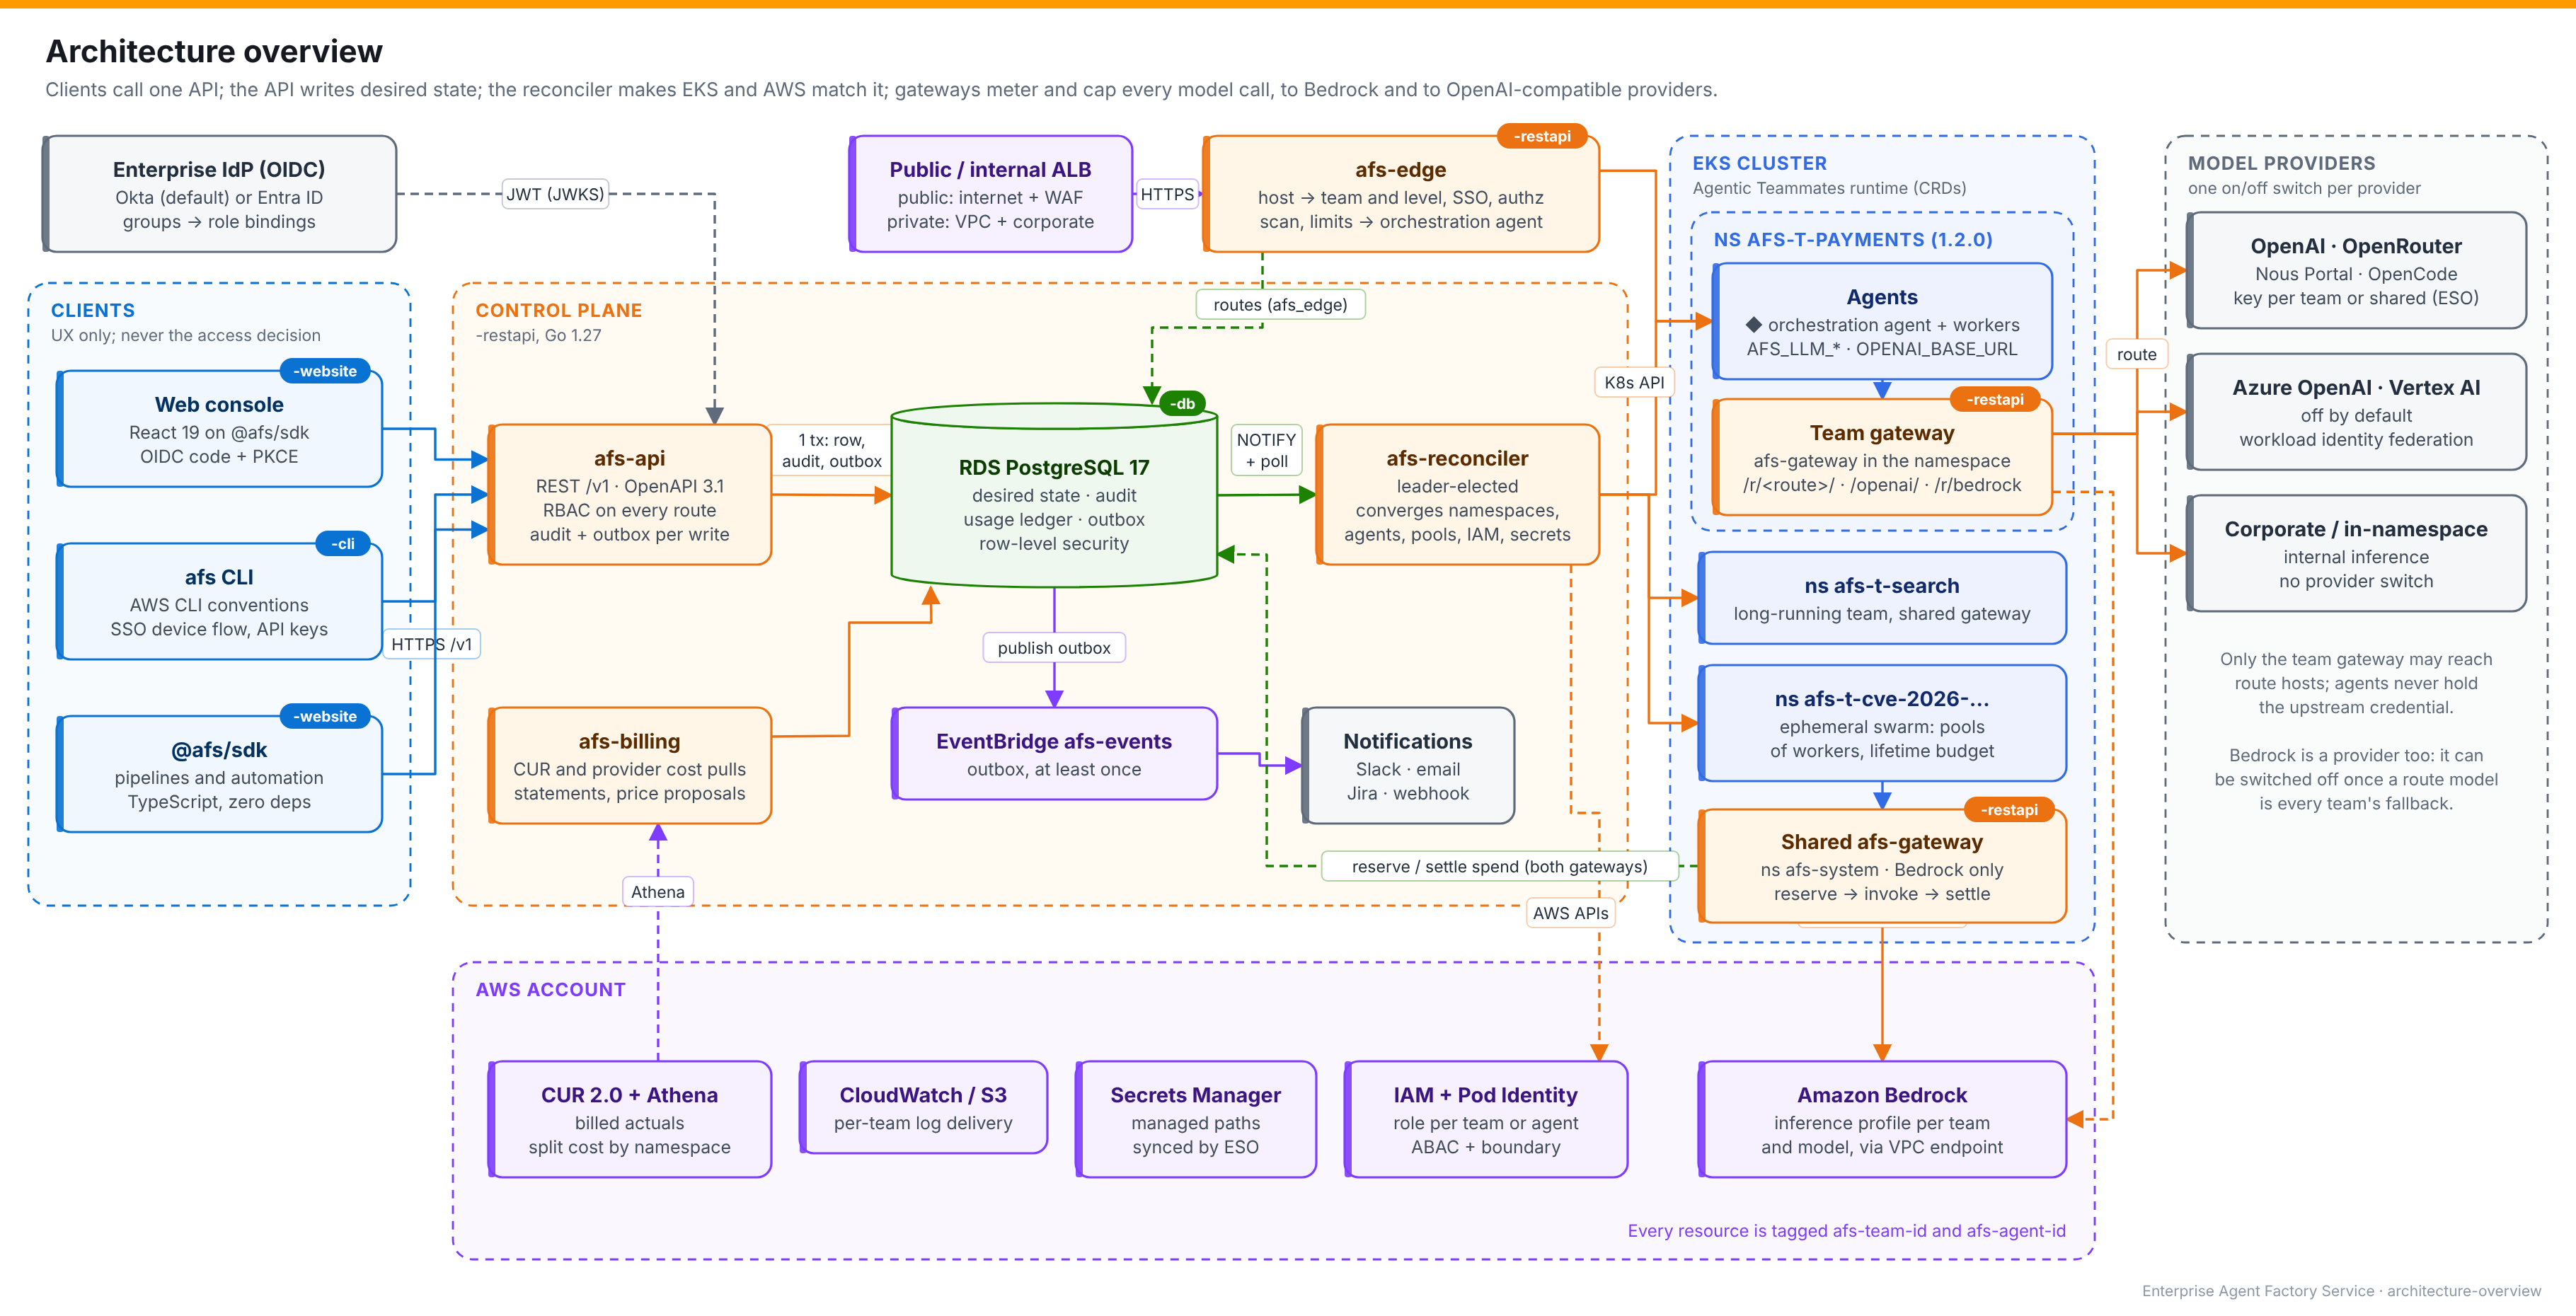 Architecture overview
Clients call one API; the API writes desired state; the reconciler makes EKS and AWS match it; gateways meter and cap every model call, to Bedrock and to OpenAI-compatible providers.
Enterprise IdP (OIDC)
Okta (default) or Entra ID
groups → role bindings
JWT (JWKS)
Public / internal ALB
public: internet + WAF
private: VPC + corporate
HTTPS
-restapi
afs-edge
host → team and level, SSO, authz
scan, limits → orchestration agent
routes (afs_edge)
CLIENTS
UX only; never the access decision
-website
Web console
React 19 on @afs/sdk
OIDC code + PKCE
-cli
afs CLI
AWS CLI conventions
SSO device flow, API keys
HTTPS /v1
-website
@afs/sdk
pipelines and automation
TypeScript, zero deps
CONTROL PLANE
-restapi, Go 1.27
afs-api
REST /v1 · OpenAPI 3.1
RBAC on every route
audit + outbox per write
1 tx: row,
audit, outbox
-db
RDS PostgreSQL 17
desired state · audit
usage ledger · outbox
row-level security
NOTIFY
+ poll
afs-reconciler
leader-elected
converges namespaces,
agents, pools, IAM, secrets
K8s API
publish outbox
afs-billing
CUR and provider cost pulls
statements, price proposals
EventBridge afs-events
outbox, at least once
Notifications
Slack · email
Jira · webhook
reserve / settle spend (both gateways)
Athena
AWS APIs
EKS CLUSTER
Agentic Teammates runtime (CRDs)
NS AFS-T-PAYMENTS (1.2.0)
Agents
◆ orchestration agent + workers
AFS_LLM_* · OPENAI_BASE_URL
-restapi
Team gateway
afs-gateway in the namespace
/r/<route>/ · /openai/ · /r/bedrock
ns afs-t-search
long-running team, shared gateway
ns afs-t-cve-2026-...
ephemeral swarm: pools
of workers, lifetime budget
-restapi
Shared afs-gateway
ns afs-system · Bedrock only
reserve → invoke → settle
MODEL PROVIDERS
one on/off switch per provider
OpenAI · OpenRouter
Nous Portal · OpenCode
key per team or shared (ESO)
route
Azure OpenAI · Vertex AI
off by default
workload identity federation
Corporate / in-namespace
internal inference
no provider switch
Only the team gateway may reach
route hosts; agents never hold
the upstream credential.
Bedrock is a provider too: it can
be switched off once a route model
is every team's fallback.
AWS ACCOUNT
CUR 2.0 + Athena
billed actuals
split cost by namespace
CloudWatch / S3
per-team log delivery
Secrets Manager
managed paths
synced by ESO
IAM + Pod Identity
role per team or agent
ABAC + boundary
Amazon Bedrock
inference profile per team
and model, via VPC endpoint
Every resource is tagged afs-team-id and afs-agent-id
Enterprise Agent Factory Service · architecture-overview